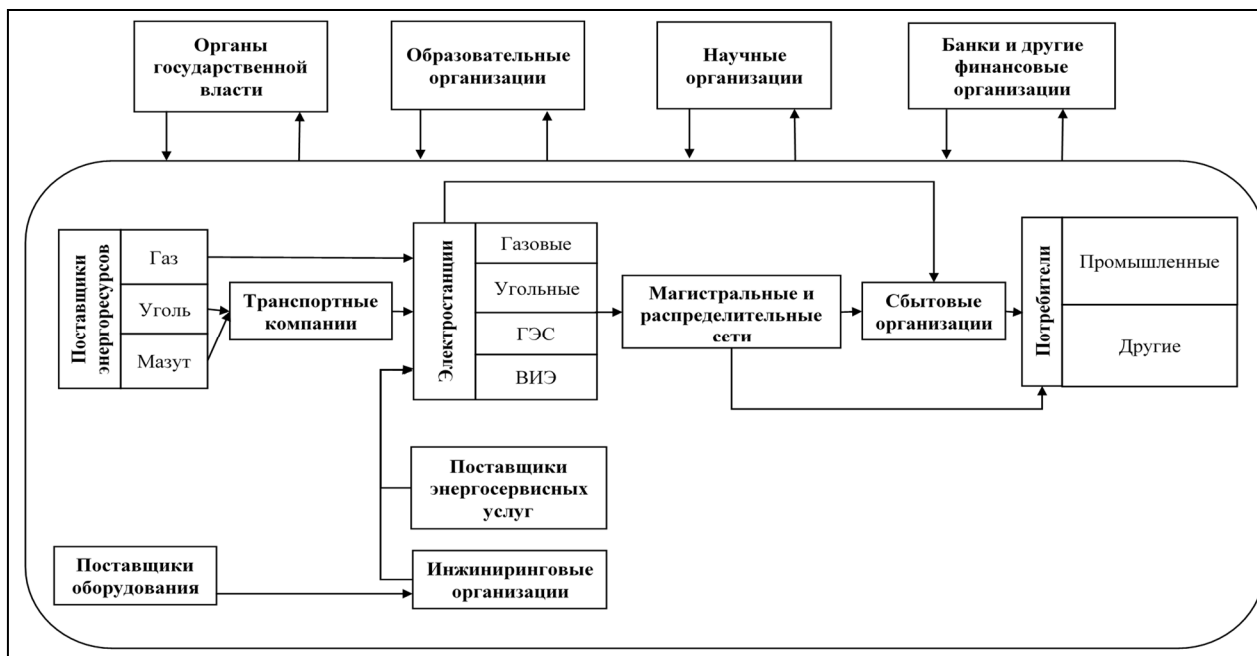 Органы
государственной
власти
Образовательные
организации
Научные
организации
Банки и другие
финансовые
организации
Поставщики
энергоресурсов
Газ
Уголь
Мазут
Транспортные
компании
Электростанции
Газовые
Угольные
ГЭС
ВИЭ
Магистральные и
распределительные
сети
Сбытовые
организации
Потребители
Промышленные
Другие
Поставщики
энергосервисных
услуг
Поставщики
оборудования
Инжиниринговые
организации